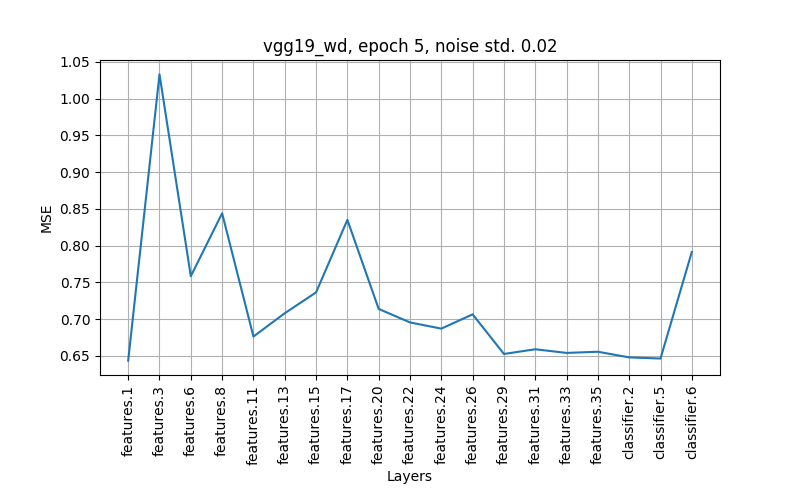 vgg19_wd, epoch 5, noise std. 0.02
1.05
1.00
0.95
0.90
0.85
0.80
0.75
0.70
0.65
MSE
features.1
features.3
features.6
features.8
features.11
features.13
features.15
features.17
features.20
features.22
features.24
features.26
features.29
features.31
features.33
features.35
classifier.2
classifier.5
classifier.6
Layers